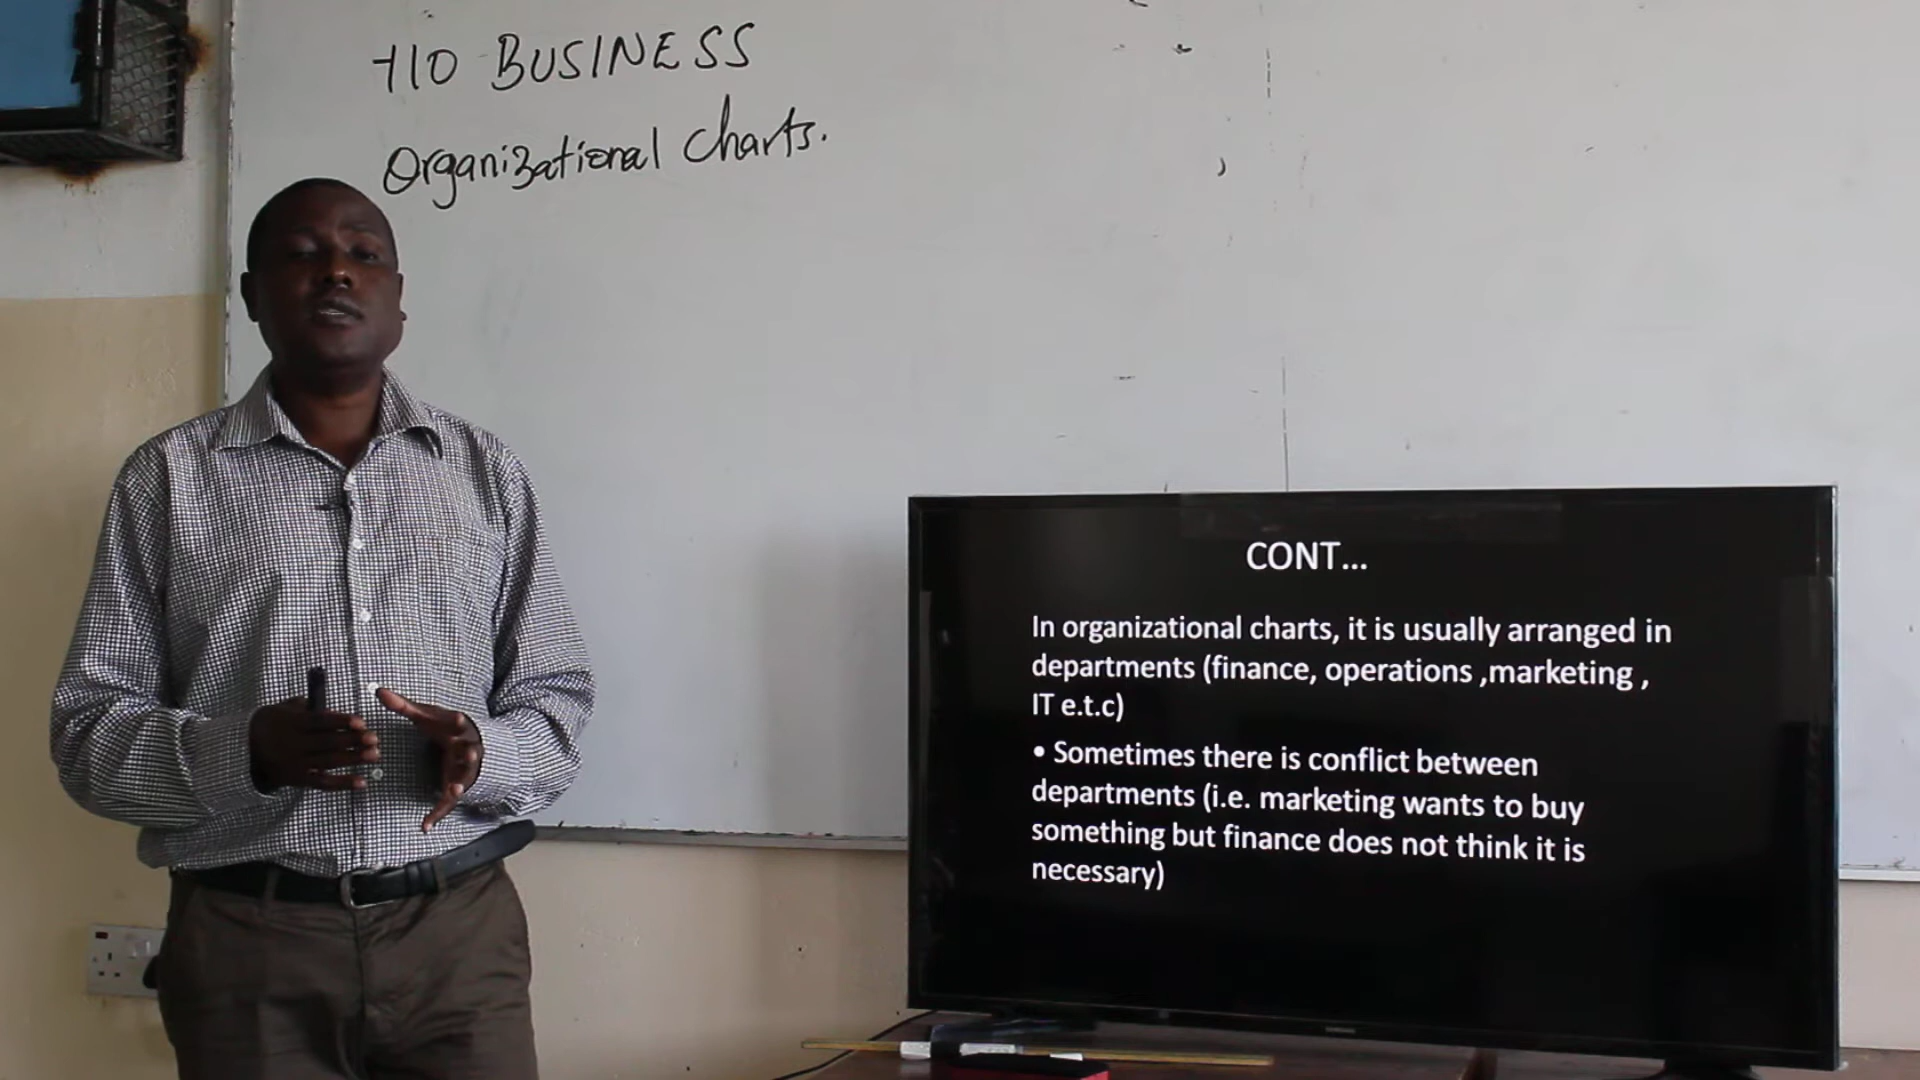 H10 BUSINESS
Organizational Charts.
CONT...
In organizational charts, it is usually arranged in
departments (finance, operations ,marketing ,
IT e.t.c)
• Sometimes there is conflict between
departments (i.e. marketing wants to buy
something but finance does not think it is
necessary)